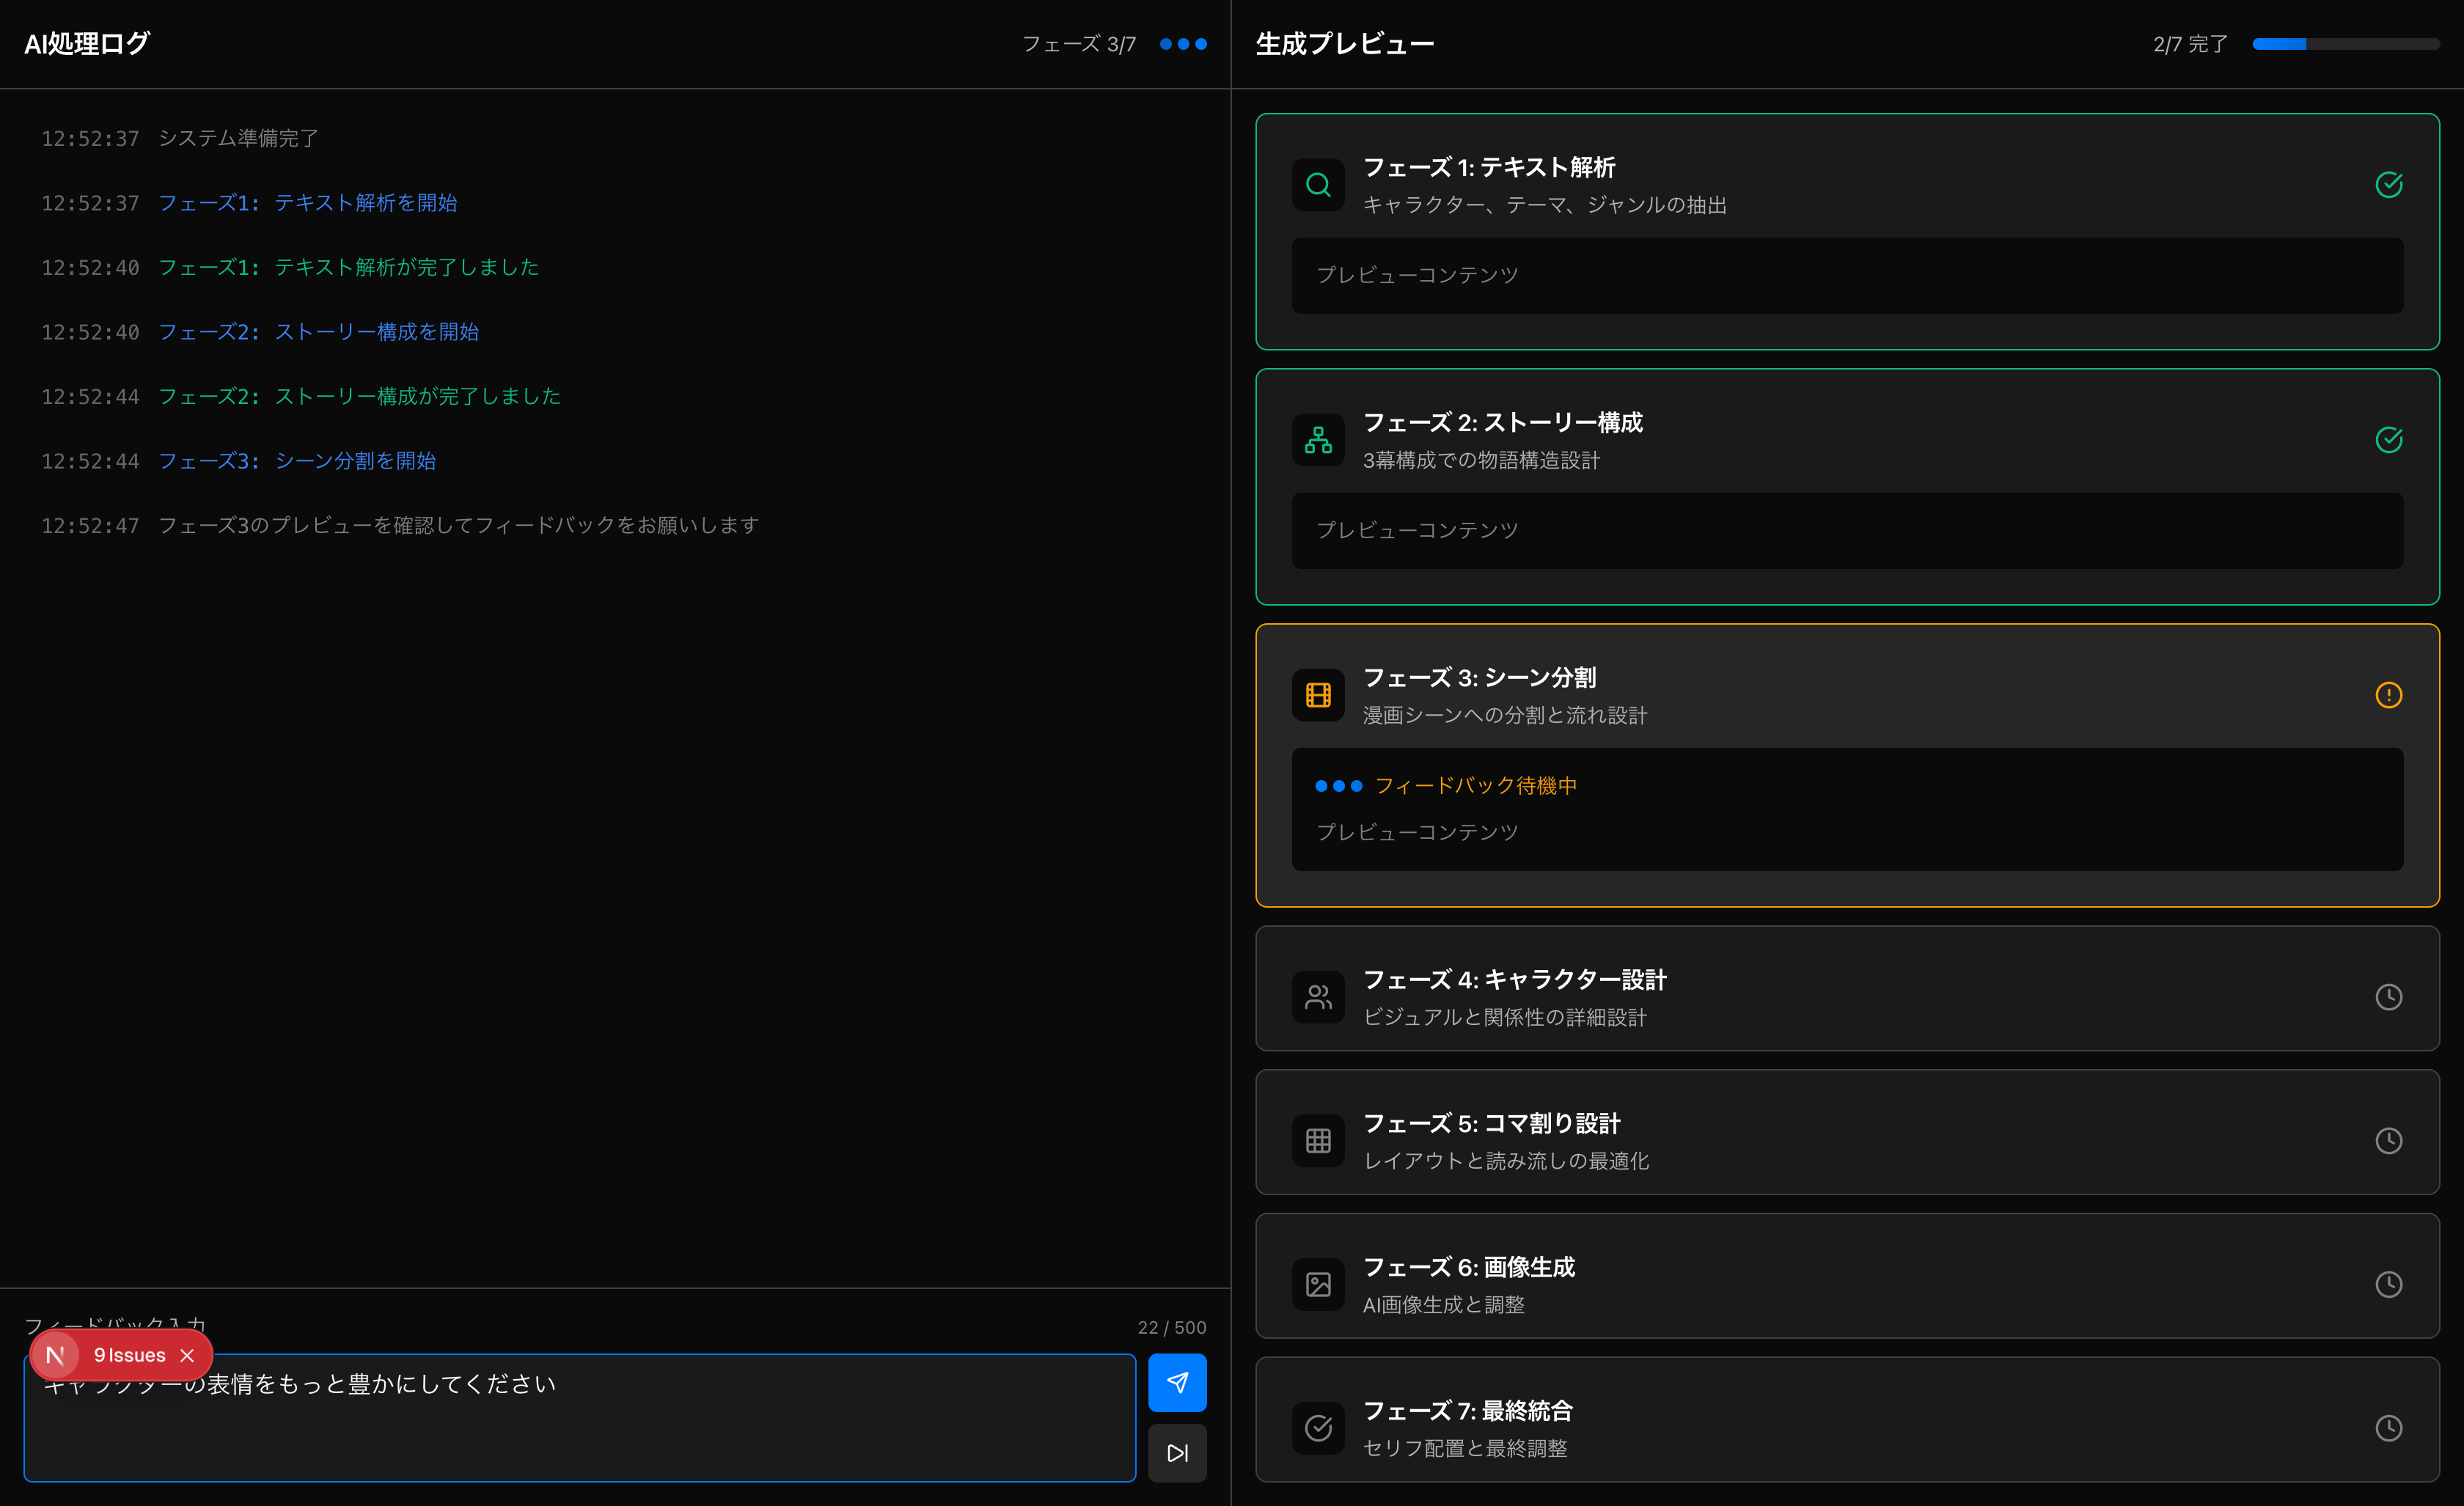 AI処理ログ
フェーズ 3/7
12:52:37 システム準備完了
12:52:37 フェーズ1: テキスト解析を開始
12:52:40 フェーズ1: テキスト解析が完了しました
12:52:40 フェーズ2: ストーリー構成を開始
12:52:44 フェーズ2: ストーリー構成が完了しました
12:52:44 フェーズ3: シーン分割を開始
12:52:47 フェーズ3のプレビューを確認してフィードバックをお願いします
フィードバック入力
22 / 500
N 9 Issues
キャラクターの表情をもっと豊かにしてください
生成プレビュー
2/7 完了
フェーズ 1: テキスト解析
キャラクター、テーマ、ジャンルの抽出
プレビューコンテンツ
フェーズ 2: ストーリー構成
3幕構成での物語構造設計
プレビューコンテンツ
フェーズ 3: シーン分割
漫画シーンへの分割と流れ設計
フィードバック待機中
プレビューコンテンツ
フェーズ 4: キャラクター設計
ビジュアルと関係性の詳細設計
フェーズ 5: コマ割り設計
レイアウトと読み流しの最適化
フェーズ 6: 画像生成
AI画像生成と調整
フェーズ 7: 最終統合
セリフ配置と最終調整